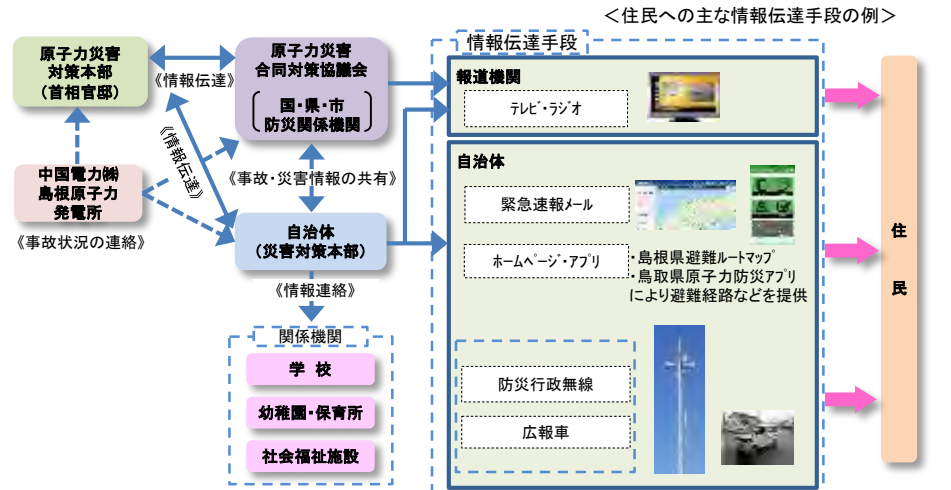 ＜住民への主な情報伝達手段の例＞
原子力災害
対策本部
（首相官邸）
《情報伝達》
原子力災害
合同対策協議会
国・県・市
防災関係機関
《情報伝達》
中国電力㈱
島根原子力
発電所
《事故状況の連絡》
《事故・災害情報の共有》
自治体
（災害対策本部）
《情報連絡》
関係機関
学 校
幼稚園・保育所
社会福祉施設
情報伝達手段
報道機関
テレビ・ラジオ
自治体
緊急速報メール
ホームページ・アプリ
・島根県避難ルートマップ
・鳥取県原子力防災アプリ
により避難経路などを提供
防災行政無線
広報車
住
民